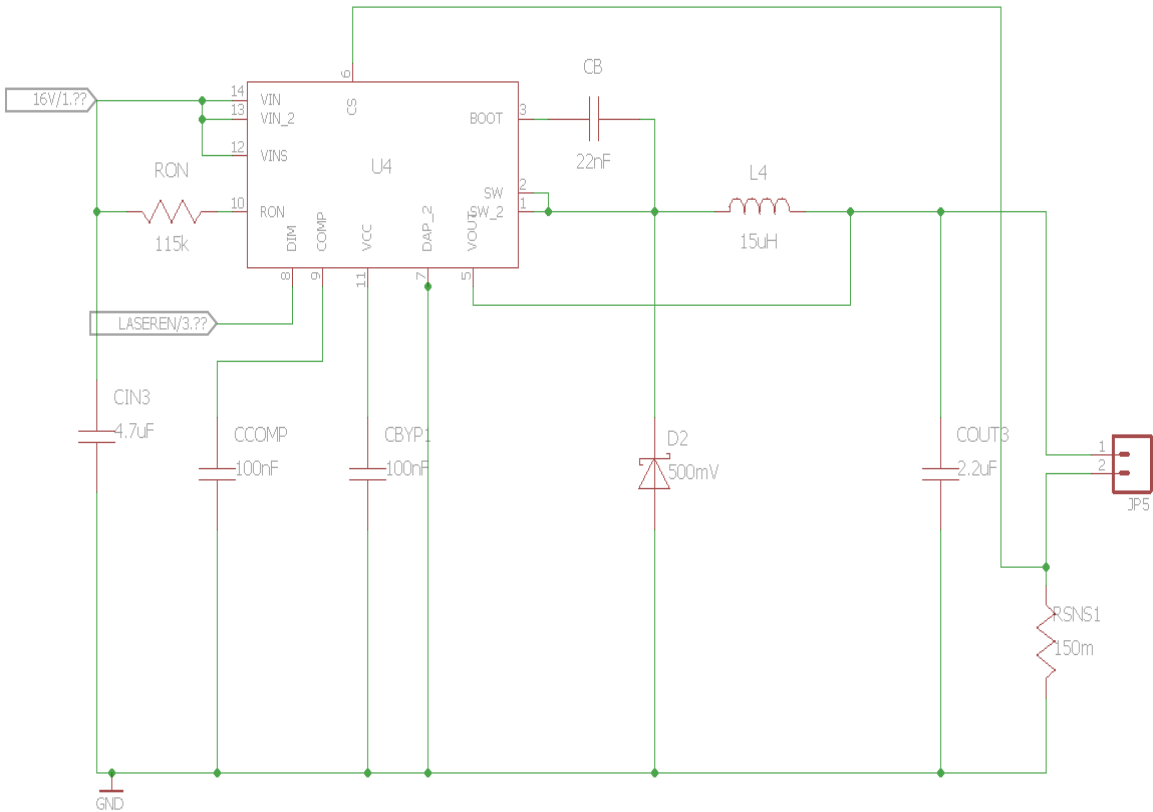 6
CB
16V/1.??
14
VIN
CS
13
VIN_2
BOOT
3
12
VINS
22nF
RON
U4
L4
2
SW
10
RON
SW_2
1
115k
DIM
COMP
VCC
DAP_2
VOUT
15uH
8
9
11
7
5
LASEREN/3.??
CIN3
4.7uF
CCOMP
100nF
CBYP1
100nF
D2
500mV
COUT3
2.2uF
1
2
JP5
RSNS1
150m
GND